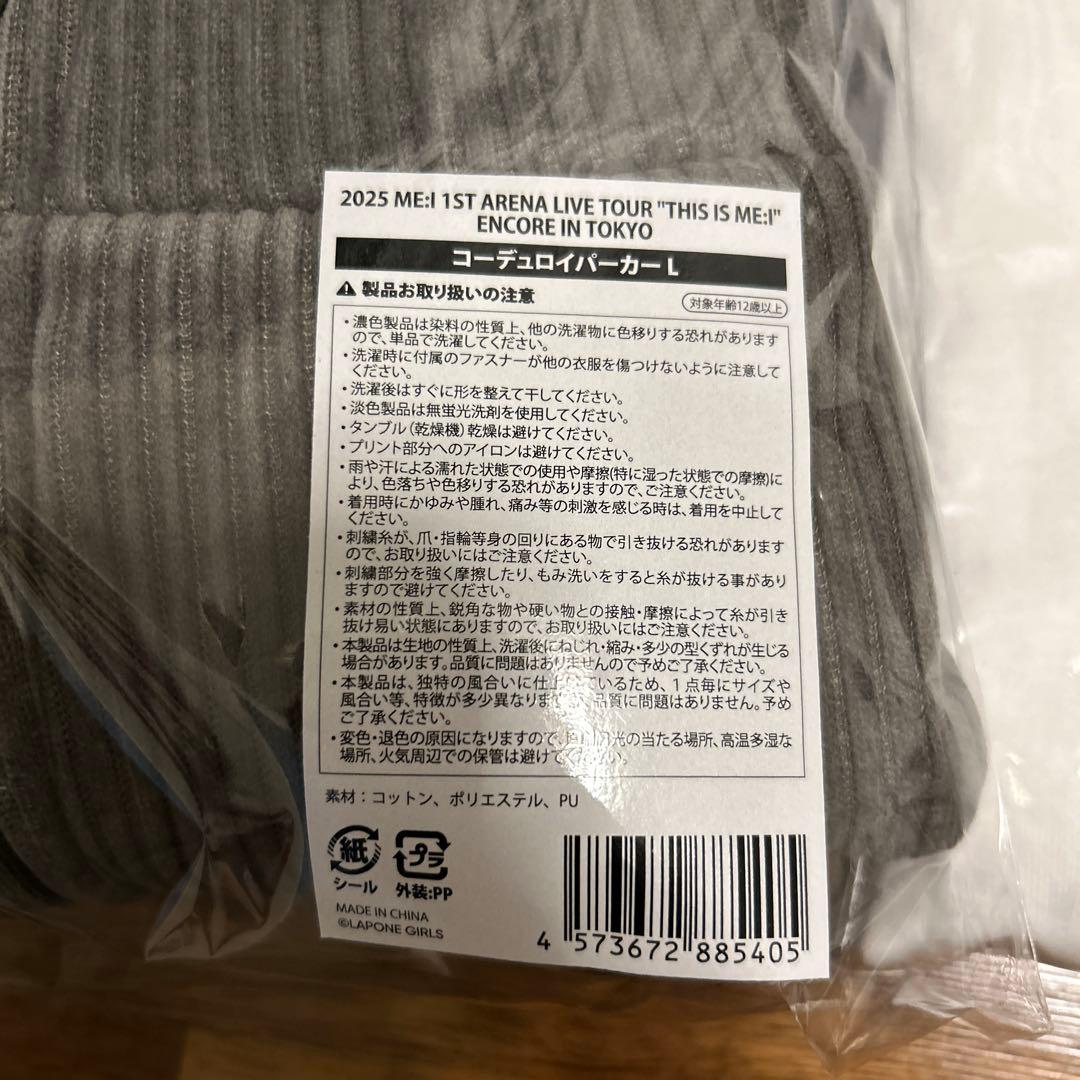 2025 ME:I 1ST ARENA LIVE TOUR "THIS IS ME:I"
ENCORE IN TOKYO
コーデュロイパーカー L
製品お取り扱いの注意
対象年齢12歳以上
・濃色製品は染料の性質上、他の洗濯物に色移りする恐れがあります
ので、単品で洗濯してください。
・洗濯時に付属のファスナーが他の衣服を傷つけないように注意して
ください。
・洗濯後はすぐに形を整えて干してください。
・淡色製品は無蛍光洗剤を使用してください。
・タンブル（乾燥機）乾燥は避けてください。
・プリント部分へのアイロンは避けてください。
・雨や汗による濡れた状態での使用や摩擦(特に湿った状態での摩擦)に
より、色落ちや色移りする恐れがありますので、ご注意ください。
・着用時にかゆみや腫れ、痛み等の刺激を感じる時は、着用を中止して
ください。
・刺繍糸が、爪・指輪等身の回りにある物で引き抜ける恐れがあります
ので、お取り扱いにはご注意ください。
・刺繍部分を強く摩擦したり、もみ洗いをすると糸が抜ける事があり
ますので避けてください。
・素材の性質上、鋭角な物や硬い物との接触・摩擦によって糸が引き
抜け易い状態にありますので、お取り扱いにはご注意ください。
・本製品は生地の性質上、洗濯後にねじれ・縮み・多少の型くずれが生じる
場合があります。品質に問題はありませんので予めご了承ください。
・本製品は、独特の風合いに仕上げているため、1点毎にサイズや
風合い等、特徴が多少異なります。品質に問題はありません。予め
ご了承ください。
・変色・退色の原因になりますので、光の当たる場所、高温多湿な
場所、火気周辺での保管は避けてください。
素材：コットン、ポリエステル、PU
紙
プラ
シール
外装:PP
MADE IN CHINA
©LAPONE GIRLS
4 573672 885405